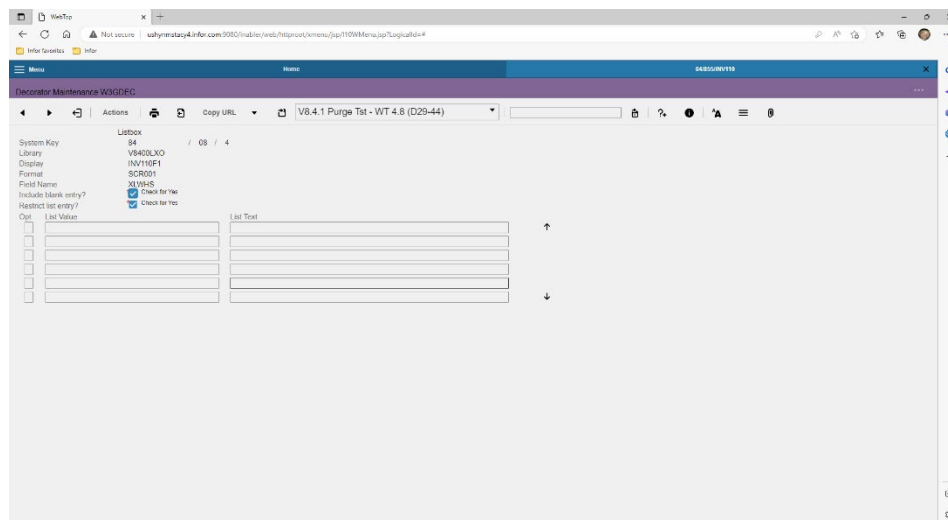 WebTop
Not secure | ushynmstacy4.infor.com:9080/inabler/web/httproot/xmenu/jsp/I10WMenu.jsp?LogicalId=#
Infor favorites Infor
Menu Home 04/855/INV110
Decorator Maintenance W3GDEC
Actions Copy URL V8.4.1 Purge Tst - WT 4.8 (D29-44)
Listbox
System Key 84 / 08 / 4
Library V8400LXO
Display INV110F1
Format SCR001
Field Name XLWHS
Include blank entry? Check for Yes
Restrict list entry? Check for Yes
Opt List Value List Text